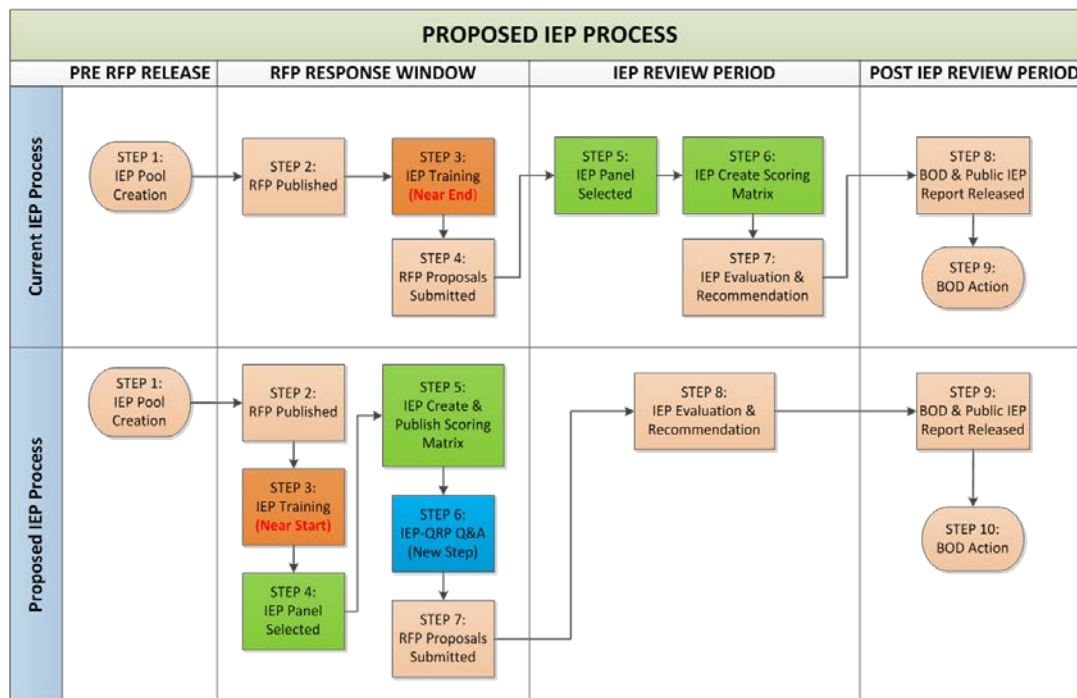 PROPOSED IEP PROCESS
PRE RFP RELEASE
RFP RESPONSE WINDOW
IEP REVIEW PERIOD
POST IEP REVIEW PERIOD
Current IEP Process
STEP 1:
IEP Pool
Creation
STEP 2:
RFP Published
STEP 3:
IEP Training
(Near End)
STEP 4:
RFP Proposals
Submitted
STEP 5:
IEP Panel
Selected
STEP 6:
IEP Create Scoring
Matrix
STEP 7:
IEP Evaluation &
Recommendation
STEP 8:
BOD & Public IEP
Report Released
STEP 9:
BOD Action
Proposed IEP Process
STEP 1:
IEP Pool
Creation
STEP 2:
RFP Published
STEP 3:
IEP Training
(Near Start)
STEP 4:
IEP Panel
Selected
STEP 5:
IEP Create &
Publish Scoring
Matrix
STEP 6:
IEP-QRP Q&A
(New Step)
STEP 7:
RFP Proposals
Submitted
STEP 8:
IEP Evaluation &
Recommendation
STEP 9:
BOD & Public IEP
Report Released
STEP 10:
BOD Action